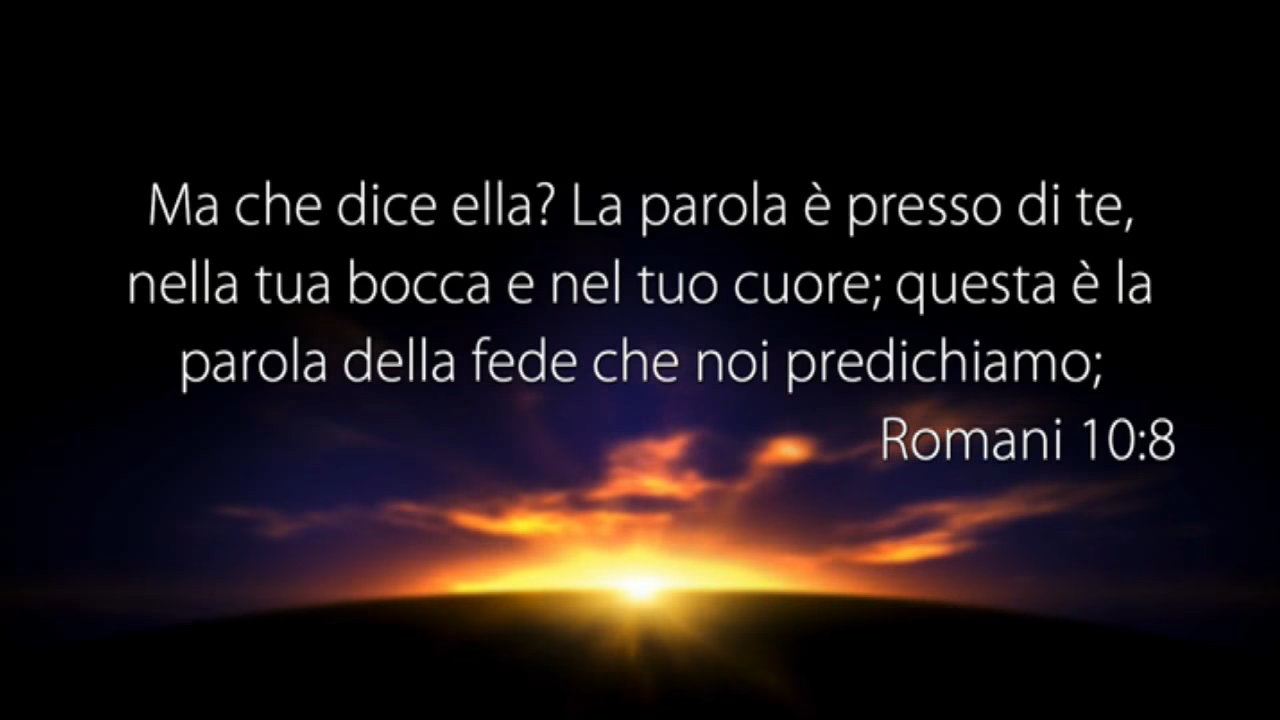 Ma che dice ella? La parola è presso di te,
nella tua bocca e nel tuo cuore; questa è la
parola della fede che noi predichiamo;
Romani 10:8